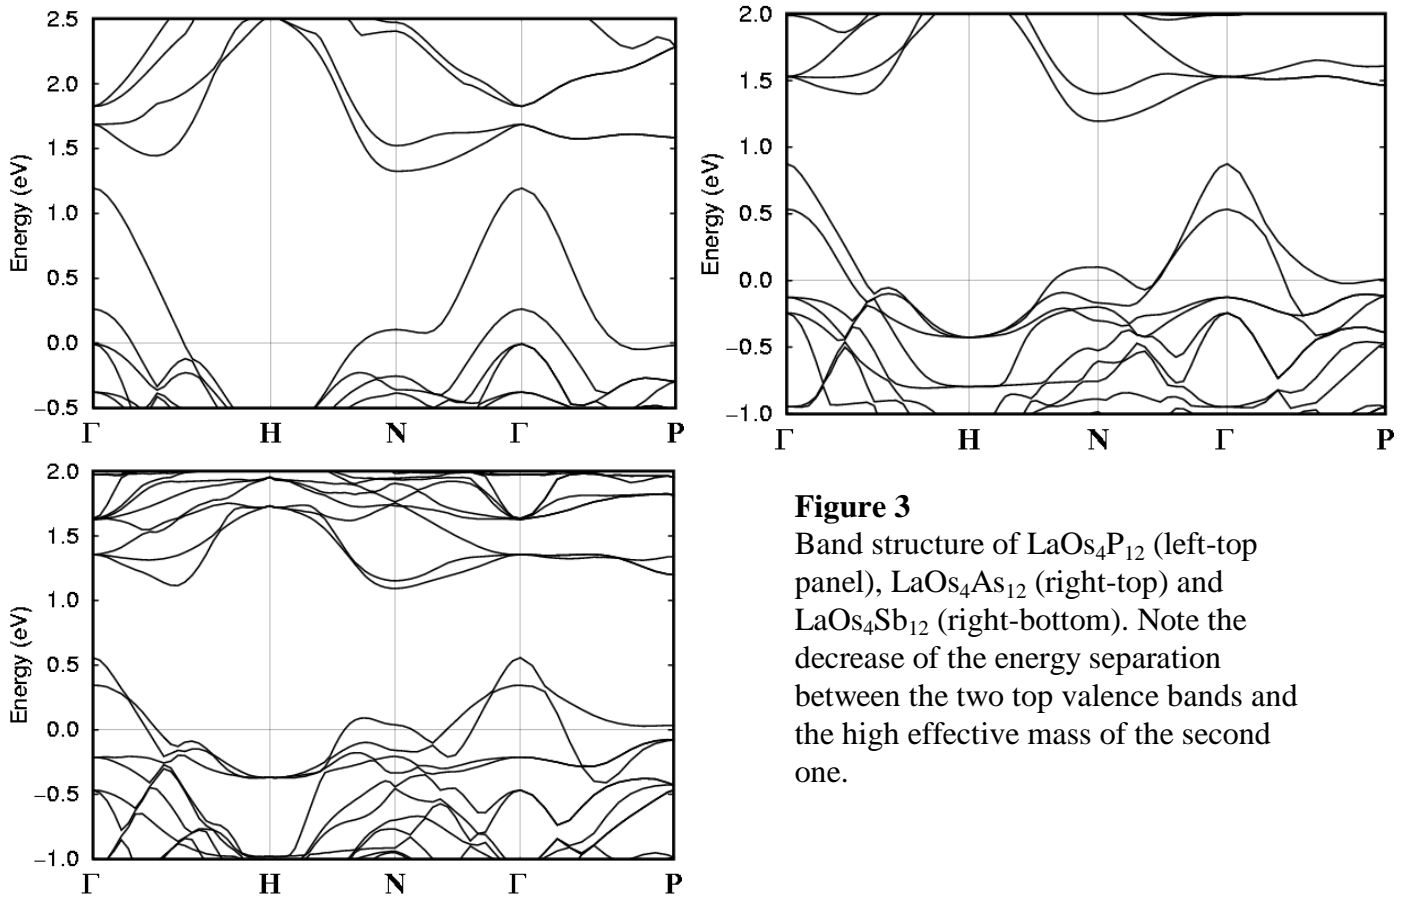 2.5
2.0
1.5
1.0
0.5
0.0
−0.5
Energy (eV)
Γ H N Γ P
2.0
1.5
1.0
0.5
0.0
−0.5
−1.0
Energy (eV)
Γ H N Γ P
2.0
1.5
1.0
0.5
0.0
−0.5
−1.0
Energy (eV)
Γ H N Γ P
Figure 3
Band structure of LaOs₄P₁₂ (left-top
panel), LaOs₄As₁₂ (right-top) and
LaOs₄Sb₁₂ (right-bottom). Note the
decrease of the energy separation
between the two top valence bands and
the high effective mass of the second
one.